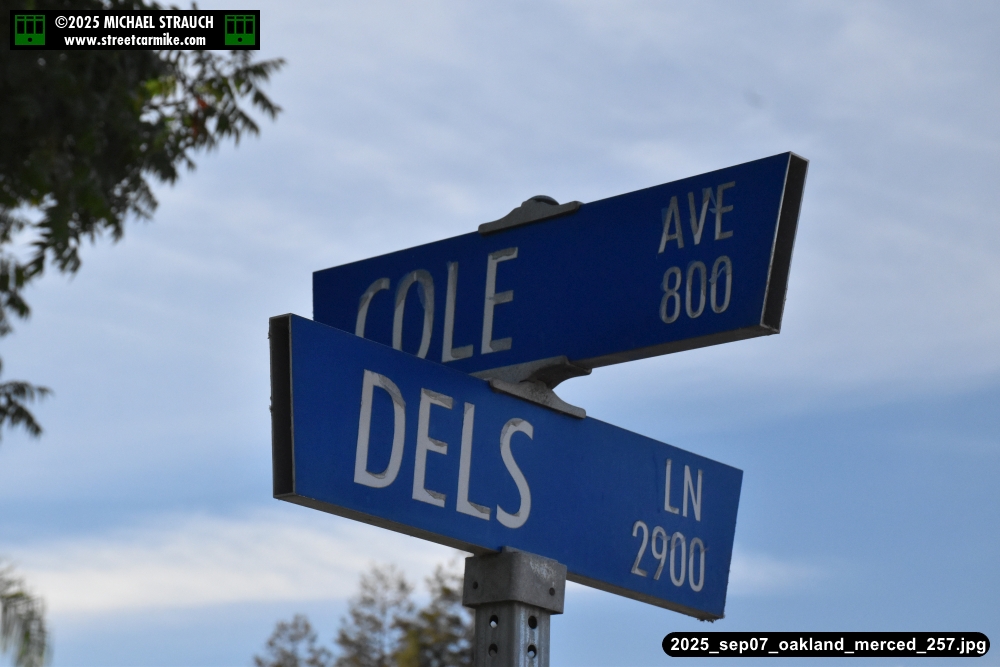 ©2025 MICHAEL STRAUCH
www.streetcarmike.com
COLE AVE
800
DELS LN
2900
2025_sep07_oakland_merced_257.jpg